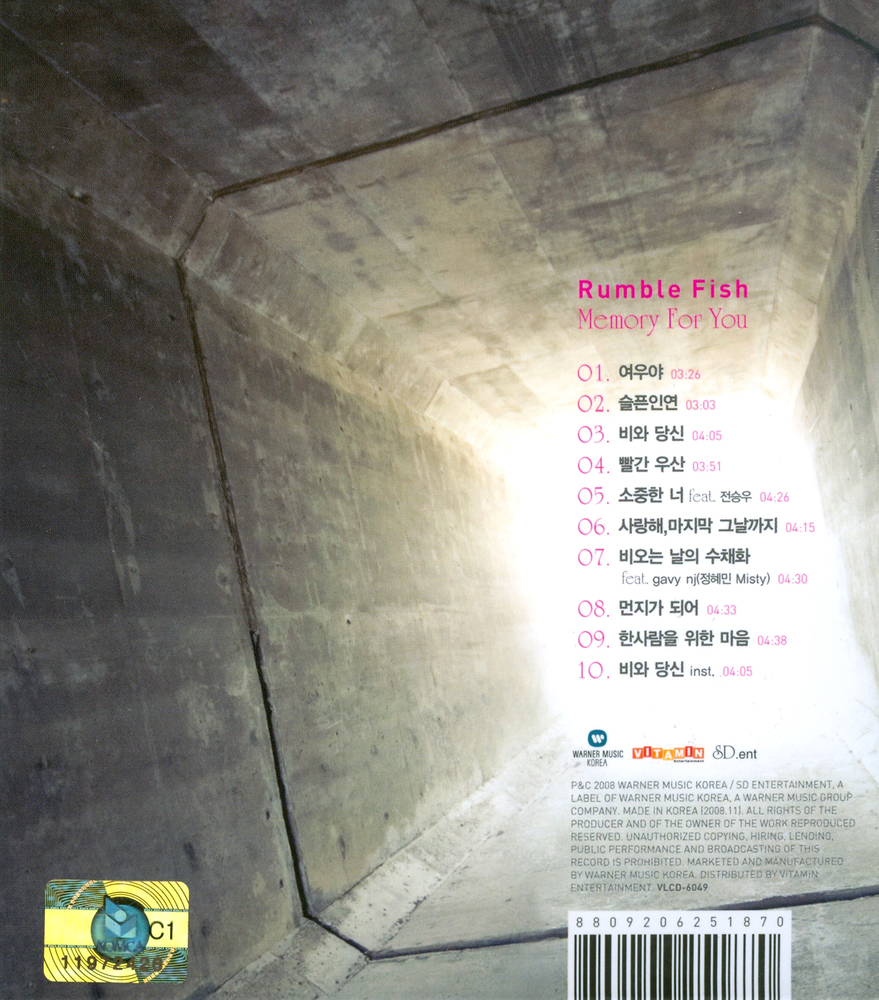 Rumble Fish
Memory For You
01. 여우야 03:26
02. 슬픈인연 03:03
03. 비와 당신 04:05
04. 빨간 우산 03:51
05. 소중한 너 feat. 전승우 04:26
06. 사랑해,마지막 그날까지 04:15
07. 비오는 날의 수채화
feat. gavy nj(정혜민 Misty) 04:30
08. 먼지가 되어 04:33
09. 한사람을 위한 마음 04:38
10. 비와 당신 inst. 04:05
WARNER MUSIC KOREA VITAMIN Entertainment SD.ent
P&C 2008 WARNER MUSIC KOREA / SD ENTERTAINMENT, A
LABEL OF WARNER MUSIC KOREA, A WARNER MUSIC GROUP
COMPANY. MADE IN KOREA [2008.11]. ALL RIGHTS OF THE
PRODUCER AND OF THE OWNER OF THE WORK REPRODUCED
RESERVED. UNAUTHORIZED COPYING, HIRING, LENDING,
PUBLIC PERFORMANCE AND BROADCASTING OF THIS
RECORD IS PROHIBITED. MARKETED AND MANUFACTURED
BY WARNER MUSIC KOREA. DISTRIBUTED BY VITAMIN
ENTERTAINMENT. VLCD-6049
8809206251870
KOMCA C1